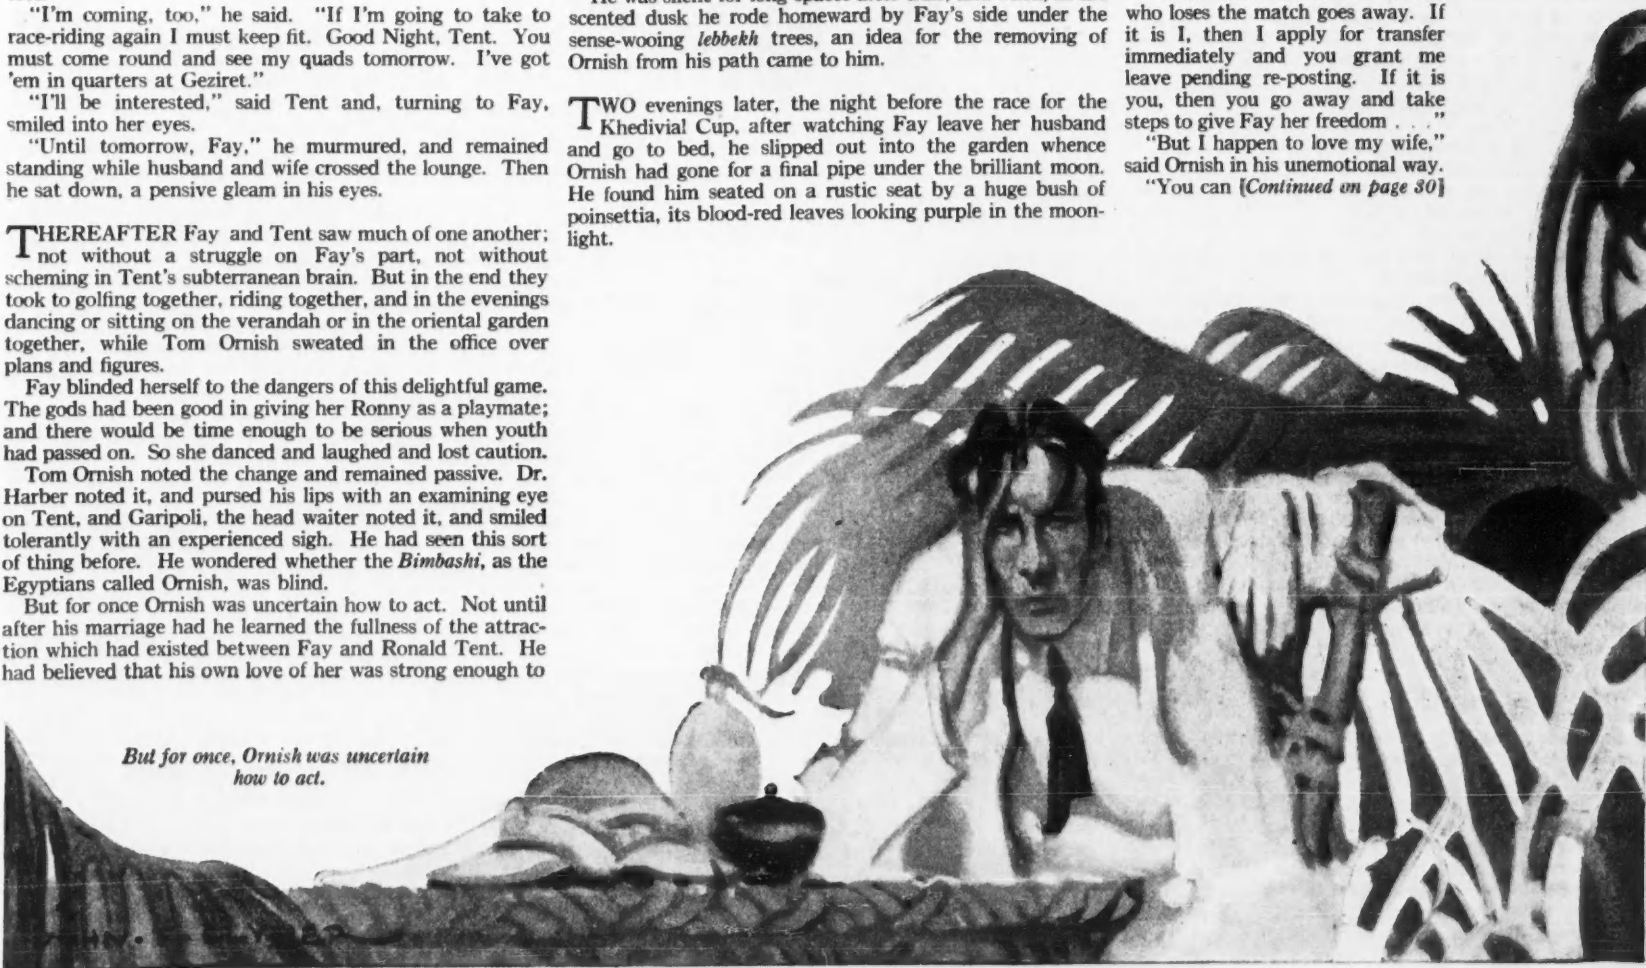 "I'm coming, too," he said. "If I'm going to take to
race-riding again I must keep fit. Good Night, Tent. You
must come round and see my quads tomorrow. I've got
'em in quarters at Geziret."
"I'll be interested," said Tent and, turning to Fay,
smiled into her eyes.
"Until tomorrow, Fay," he murmured, and remained
standing while husband and wife crossed the lounge. Then
he sat down, a pensive gleam in his eyes.
THEREAFTER Fay and Tent saw much of one another;
not without a struggle on Fay's part, not without
scheming in Tent's subterranean brain. But in the end they
took to golfing together, riding together, and in the evenings
dancing or sitting on the verandah or in the oriental garden
together, while Tom Ornish sweated in the office over
plans and figures.
Fay blinded herself to the dangers of this delightful game.
The gods had been good in giving her Ronny as a playmate;
and there would be time enough to be serious when youth
had passed on. So she danced and laughed and lost caution.
Tom Ornish noted the change and remained passive. Dr.
Harber noted it, and pursed his lips with an examining eye
on Tent, and Garipoli, the head waiter noted it, and smiled
tolerantly with an experienced sigh. He had seen this sort
of thing before. He wondered whether the Bimbashi, as the
Egyptians called Ornish, was blind.
But for once Ornish was uncertain how to act. Not until
after his marriage had he learned the fullness of the attrac-
tion which had existed between Fay and Ronald Tent. He
had believed that his own love of her was strong enough to
scented dusk he rode homeward by Fay's side under the
sense-wooing lebbekh trees, an idea for the removing of
Ornish from his path came to him.
TWO evenings later, the night before the race for the
Khedivial Cup, after watching Fay leave her husband
and go to bed, he slipped out into the garden whence
Ornish had gone for a final pipe under the brilliant moon.
He found him seated on a rustic seat by a huge bush of
poinsettia, its blood-red leaves looking purple in the moon-
light.
who loses the match goes away. If
it is I, then I apply for transfer
immediately and you grant me
leave pending re-posting. If it is
you, then you go away and take
steps to give Fay her freedom . . ."
"But I happen to love my wife,"
said Ornish in his unemotional way.
"You can [Continued on page 30]
But for once, Ornish was uncertain
how to act.